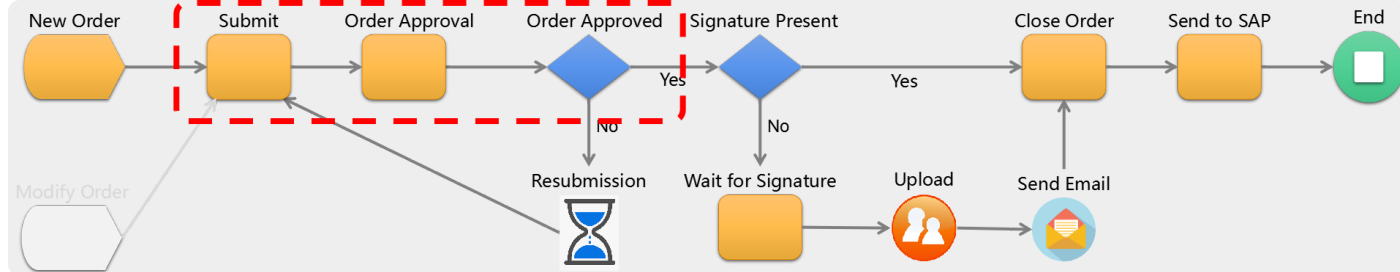 New Order
Submit
Order Approval
Order Approved
Signature Present
Close Order
Send to SAP
End
Yes
Yes
No
No
Modify Order
Resubmission
Wait for Signature
Upload
Send Email